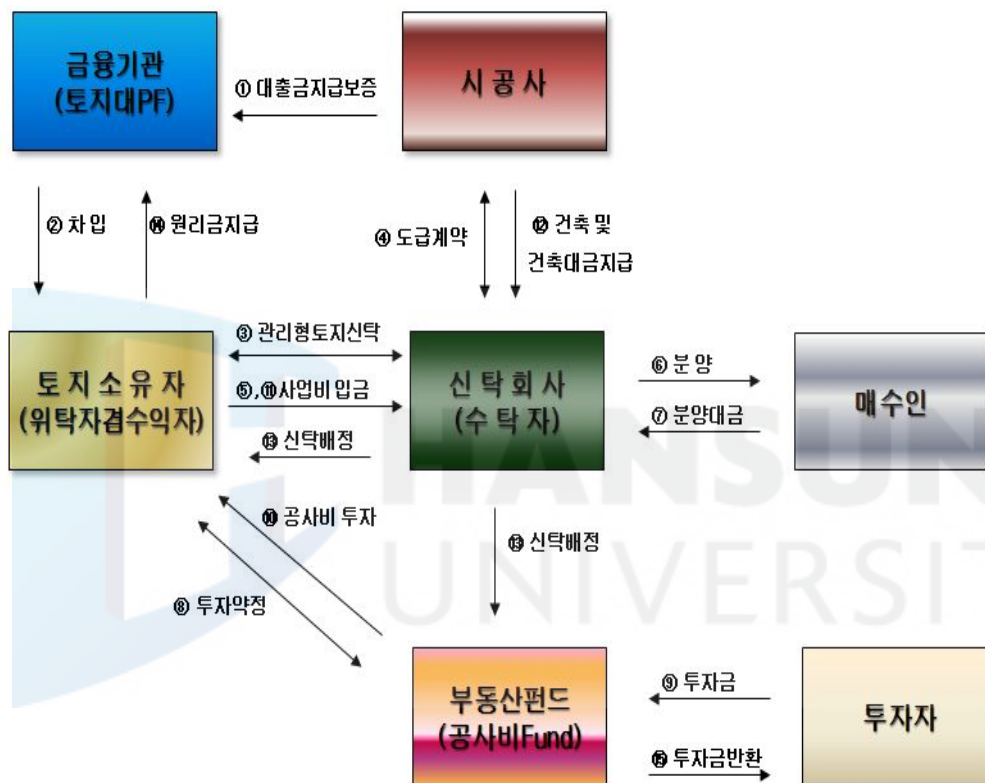 금융기관
(토지대PF)
① 대출금지급보증
시 공 사
② 차 입
⑭ 원리금지급
④ 도급계약
⑫ 건축 및
건축대금지급
토 지 소 유 자
(위탁자겸수익자)
③ 관리형토지신탁
⑤,⑪사업비 입금
⑬ 신탁배정
신 탁 회 사
(수 탁 자)
⑥ 분 양
⑦ 분양대금
매수인
⑩ 공사비 투자
⑬ 신탁배정
⑧ 투자약정
HANSUN
UNIVERSIT
부동산펀드
(공사비Fund)
⑨ 투자금
⑮ 투자금반환
투자자